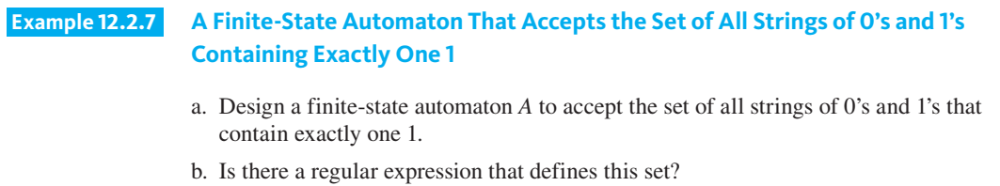 Example 12.2.7 A Finite-State Automaton That Accepts the Set of All Strings of 0's and 1's
Containing Exactly One 1
a. Design a finite-state automaton A to accept the set of all strings of 0's and 1's that
contain exactly one 1.
b. Is there a regular expression that defines this set?